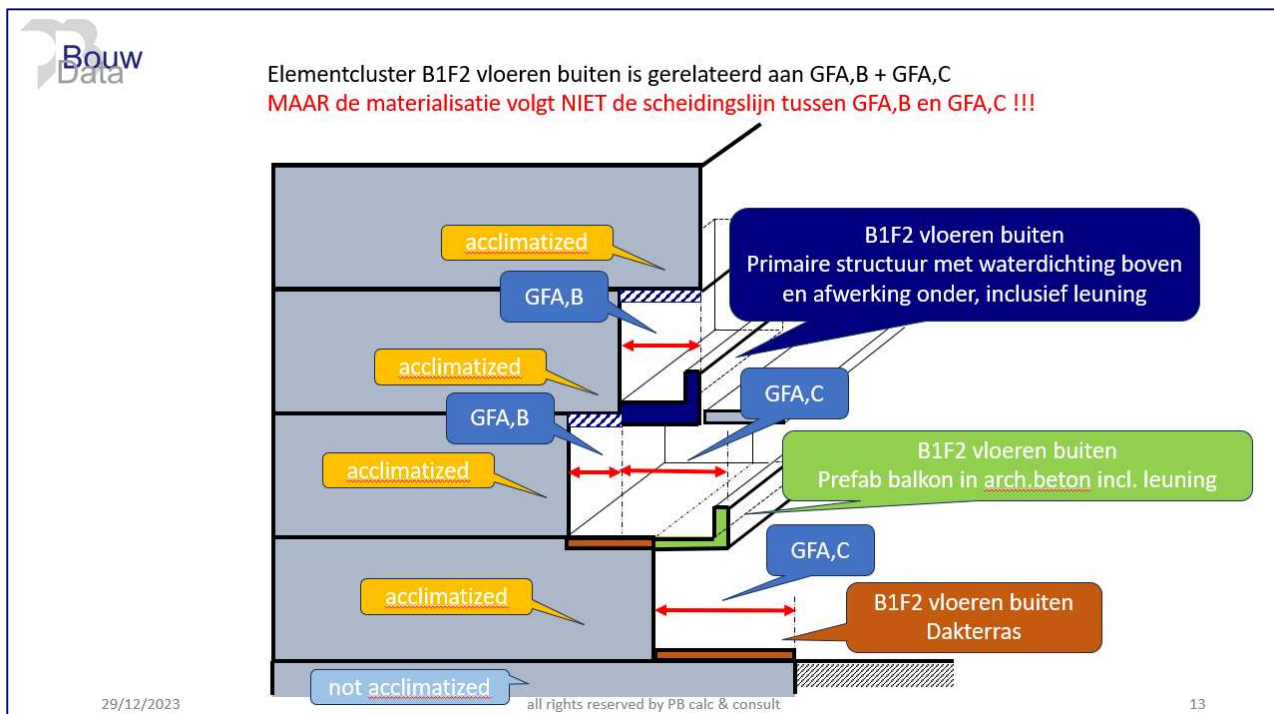 Bouw
Data
Elementcluster B1F2 vloeren buiten is gerelateerd aan GFA,B + GFA,C
MAAR de materialisatie volgt NIET de scheidingslijn tussen GFA,B en GFA,C !!!
acclimatized
B1F2 vloeren buiten
Primaire structuur met waterdichting boven
en afwerking onder, inclusief leuning
GFA,B
acclimatized
GFA,C
GFA,B
acclimatized
B1F2 vloeren buiten
Prefab balkon in arch.beton incl. leuning
GFA,C
acclimatized
B1F2 vloeren buiten
Dakterras
not acclimatized
29/12/2023
all rights reserved by PB calc & consult
13